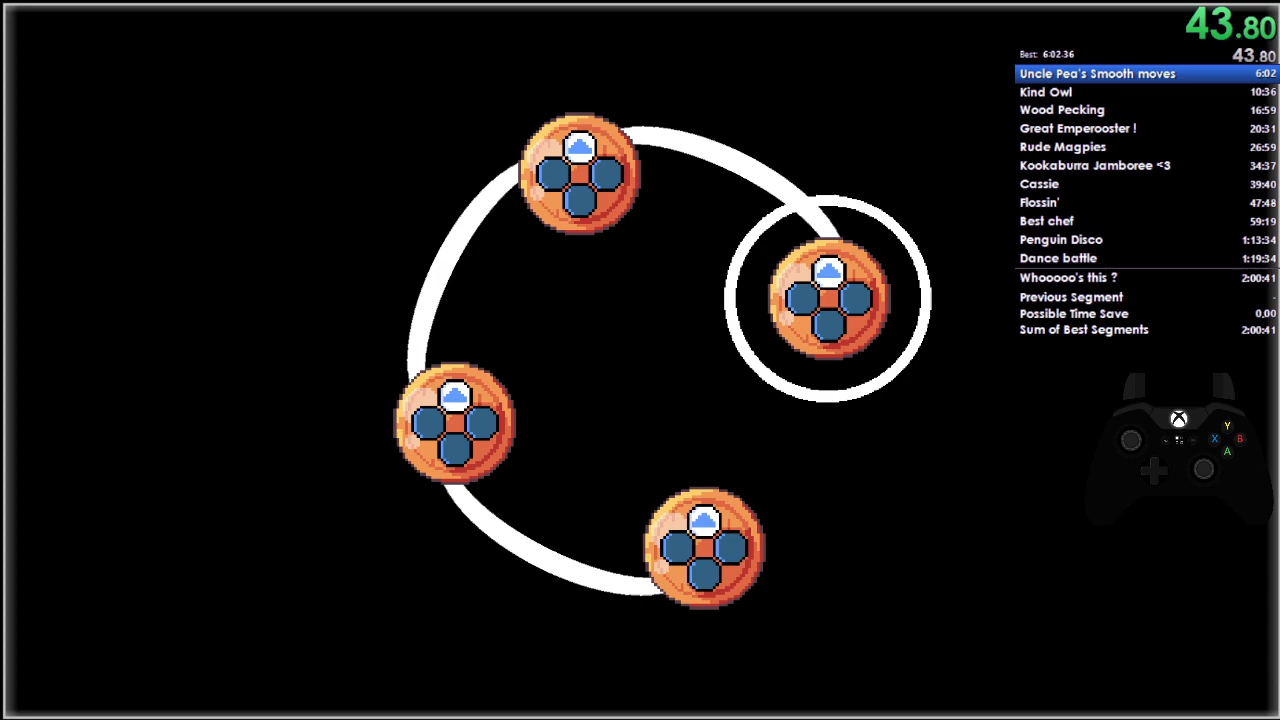 43.80
Best: 6:02.36 43.80
Uncle Pea's Smooth moves 6:02
Kind Owl 10:36
Wood Pecking 16:59
Great Emperooster ! 20:31
Rude Magpies 26:59
Kookaburra Jamboree <3 34:37
Cassie 39:40
Flossin' 47:48
Best chef 59:19
Penguin Disco 1:13:34
Dance battle 1:19:34
Whooooo's this ? 2:00:41
Previous Segment -
Possible Time Save 0.00
Sum of Best Segments 2:00:41
Y
X B
A